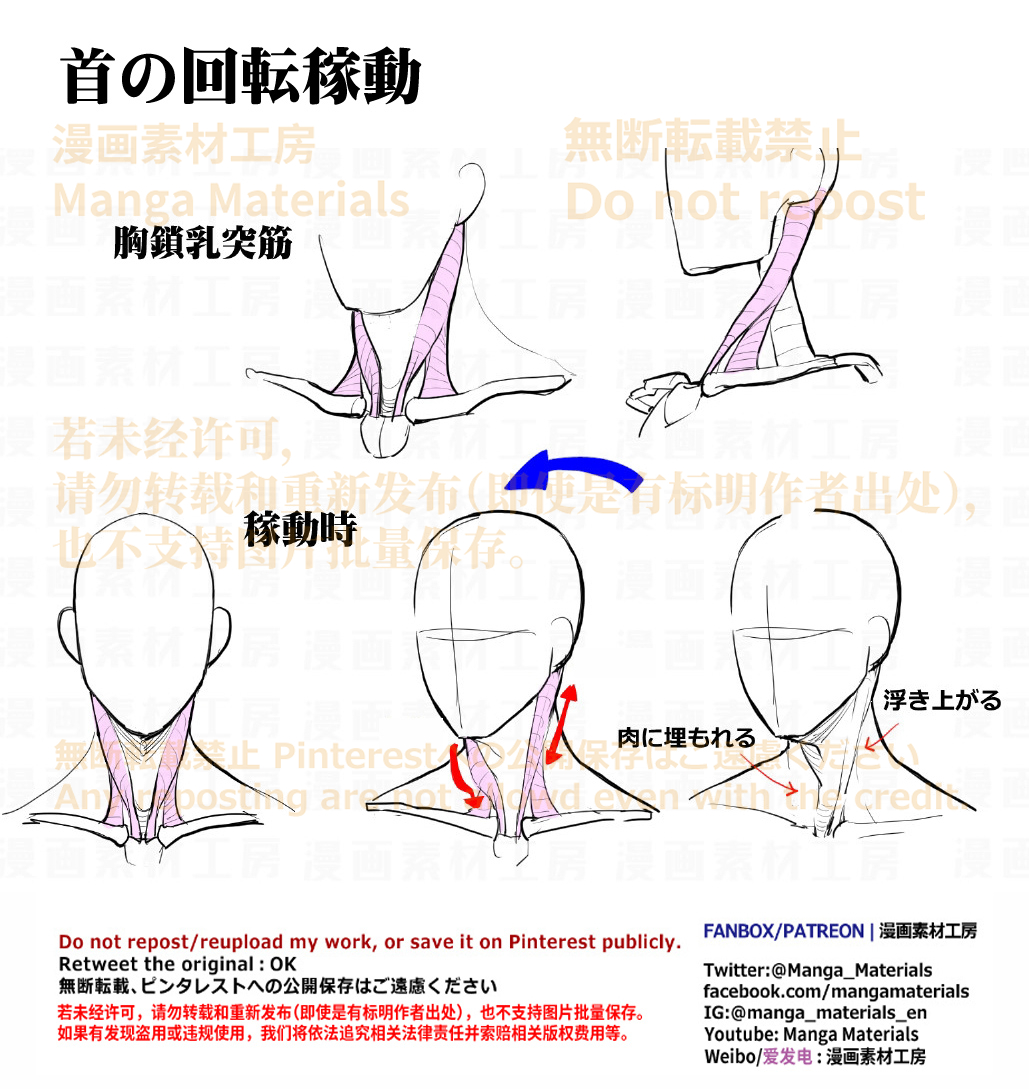 首の回転稼動
漫画素材工房
無断転載禁止
Manga Materials
Do not repost
胸鎖乳突筋
若未经许可,
请勿转载和重新发布(即使是有标明作者出处),
稼動時
也不支持图片批量保存。
浮き上がる
肉に埋もれる
無断転載禁止 Pinterestへの公開保存はご遠慮ください
Any reposting are not allowd even with the credit
Do not repost/reupload my work, or save it on Pinterest publicly.
Retweet the original : OK
無断転載、ピンタレストへの公開保存はご遠慮ください
若未经许可，请勿转载和重新发布(即使是有标明作者出处)，也不支持图片批量保存。
如果有发现盗用或违规使用，我们将依法追究相关法律责任并索赔相关版权费用等。
FANBOX/PATREON | 漫画素材工房
Twitter:@Manga_Materials
facebook.com/mangamaterials
IG:@manga_materials_en
Youtube: Manga Materials
Weibo/爱发电 : 漫画素材工房